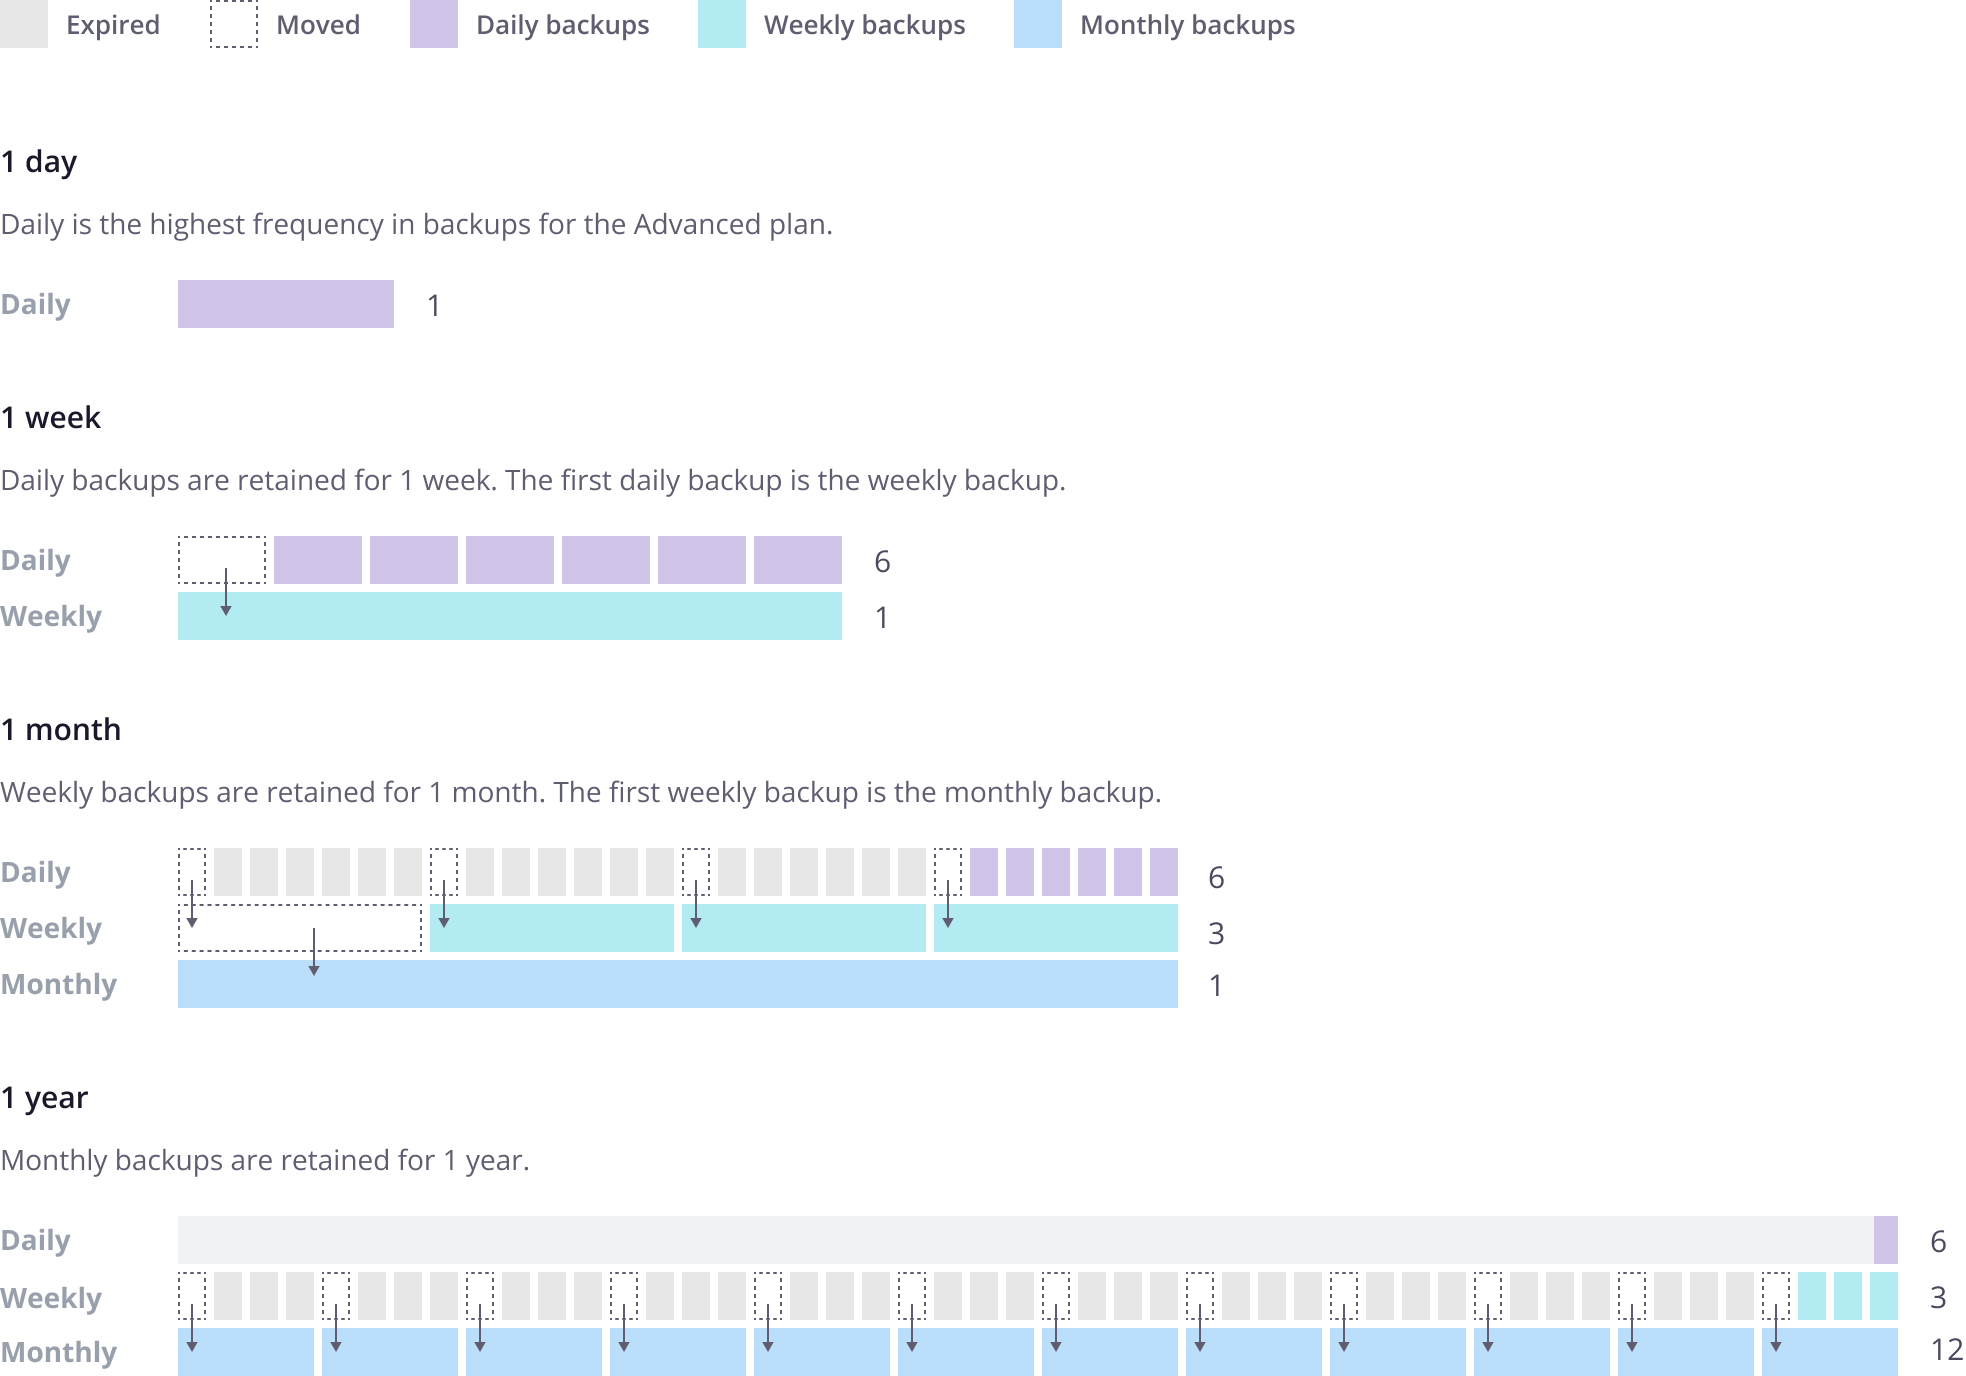 Expired Moved Daily backups Weekly backups Monthly backups
1 day
Daily is the highest frequency in backups for the Advanced plan.
Daily 1
1 week
Daily backups are retained for 1 week. The first daily backup is the weekly backup.
Daily 6
Weekly 1
1 month
Weekly backups are retained for 1 month. The first weekly backup is the monthly backup.
Daily 6
Weekly 3
Monthly 1
1 year
Monthly backups are retained for 1 year.
Daily 6
Weekly 3
Monthly 12